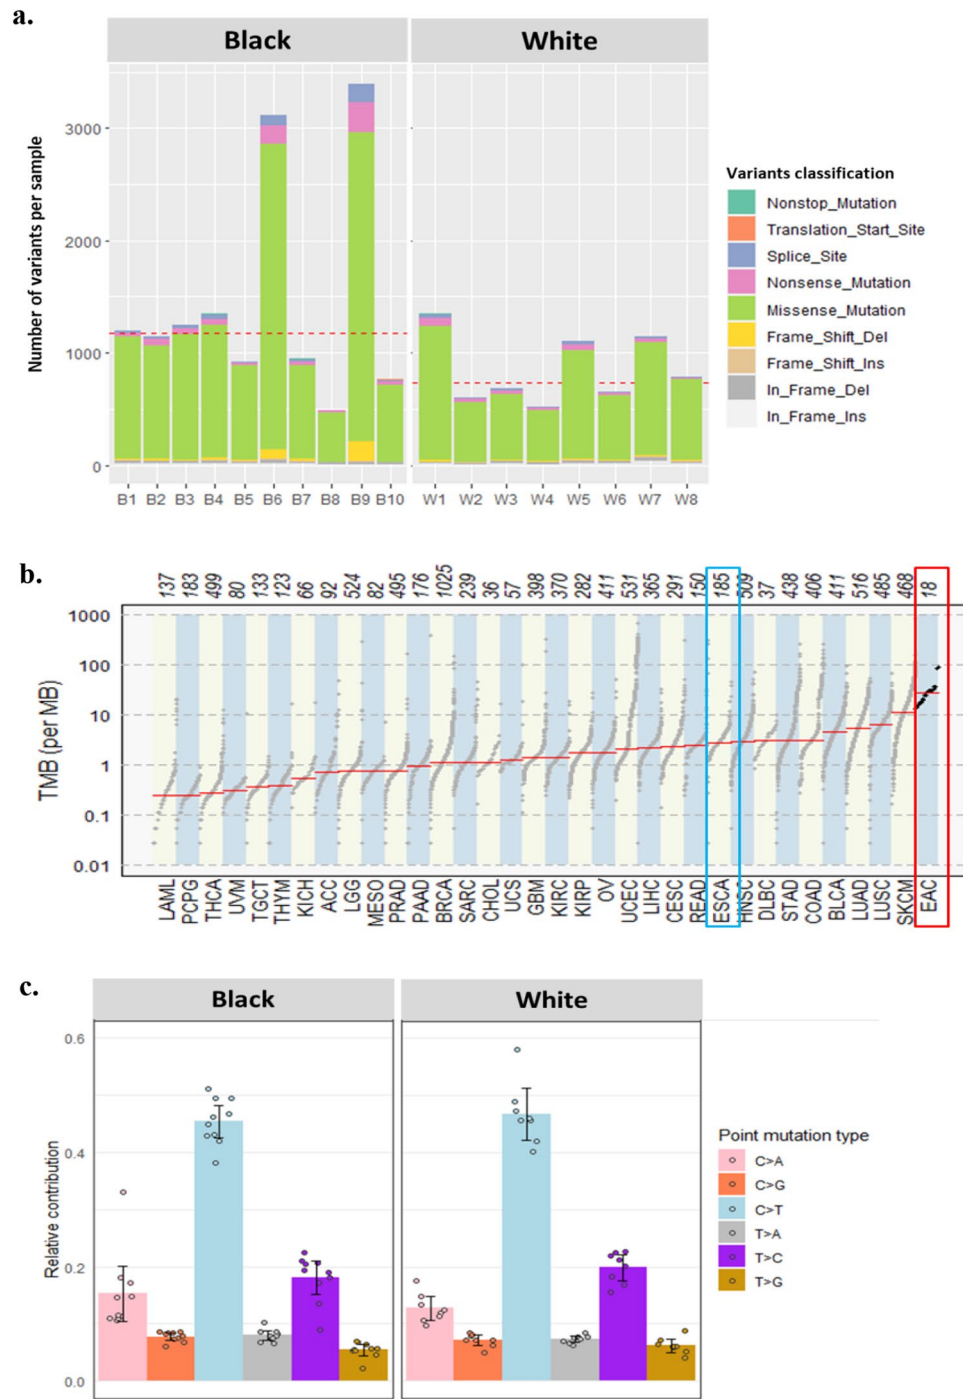 a.
Black
White
Number of variants per sample
3000
2000
1000
0
B1 B2 B3 B4 B5 B6 B7 B8 B9 B10
W1 W2 W3 W4 W5 W6 W7 W8
Variants classification
Nonstop_Mutation
Translation_Start_Site
Splice_Site
Nonsense_Mutation
Missense_Mutation
Frame_Shift_Del
Frame_Shift_Ins
In_Frame_Del
In_Frame_Ins
b.
137 183 499 80 133 123 66 92 524 82 495 176 1025 239 36 57 398 370 282 411 531 365 291 150 185 509 37 438 406 411 516 485 468 18
TMB (per MB)
1000
100
10
1
0.1
0.01
LAML PCPG THCA UVM TGCT THYM KICH ACC LGG MESO PRAD PAAD BRCA SARC CHOL UCS GBM KIRC KIRP OV UCEC LIHC CESC READ ESCA HNSC DLBC STAD COAD BLCA LUAD LUSC SKCM EAC
c.
Black
White
Relative contribution
0.6
0.4
0.2
0.0
Point mutation type
C>A
C>G
C>T
T>A
T>C
T>G